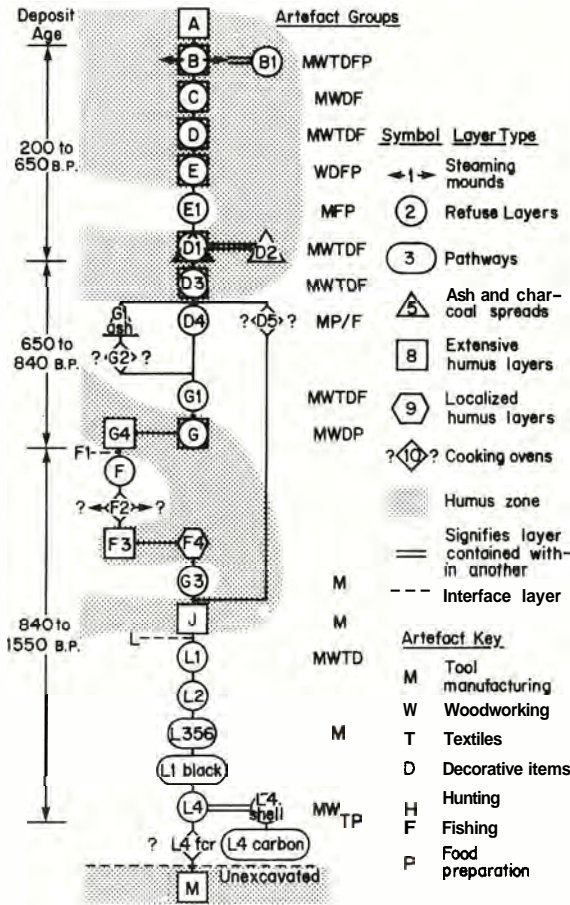 Deposit
Age
Artefact Groups
A
B
B1
MWTDFP
C
MWDF
D
MWTDF
200 to
650 B.P.
E
WDFP
E1
MFP
D1
D2
MWTDF
D3
MWTDF
G1
ash
D4
?D5?
MP/F
650 to
840 B.P.
?G2?
G1
MWTDF
G4
G
MWDP
F1
F
?F2?
F3
F4
G3
M
840 to
1550 B.P.
J
M
L
L1
MWTD
L2
L356
M
L1 black
L4
L4
shell
MWTP
? L4 fcr
L4 carbon
Unexcavated
M
Symbol Layer Type
1 Steaming
mounds
2 Refuse Layers
3 Pathways
5 Ash and char-
coal spreads
8 Extensive
humus layers
9 Localized
humus layers
?10? Cooking ovens
Humus zone
Signifies layer
contained with-
in another
Interface layer
Artefact Key
M Tool
manufacturing
W Woodworking
T Textiles
D Decorative items
H Hunting
F Fishing
P Food
preparation